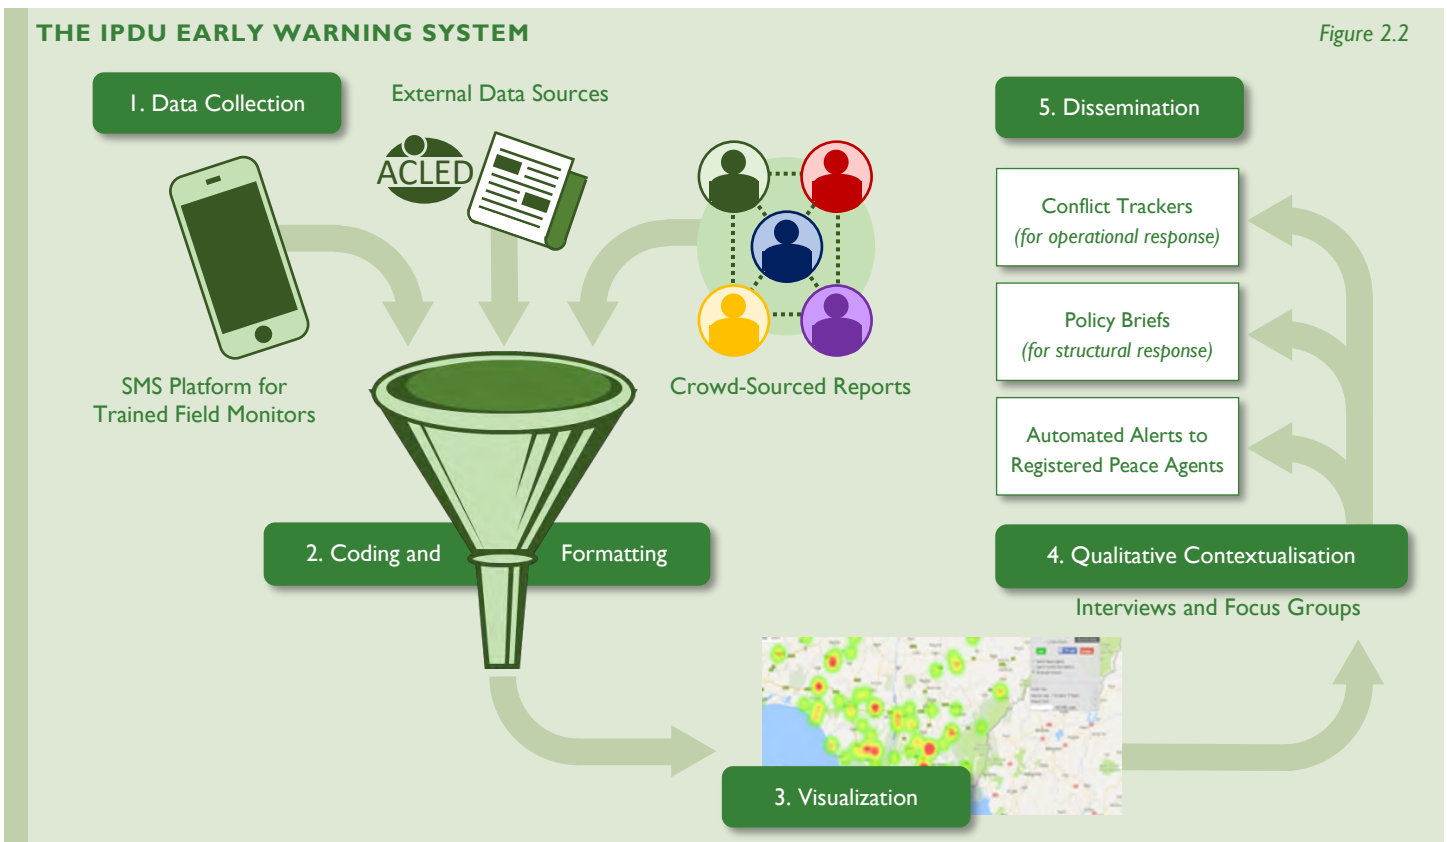 THE IPDU EARLY WARNING SYSTEM
Figure 2.2
1. Data Collection
External Data Sources
ACLED
SMS Platform for
Trained Field Monitors
Crowd-Sourced Reports
2. Coding and Formatting
3. Visualization
4. Qualitative Contextualisation
Interviews and Focus Groups
5. Dissemination
Conflict Trackers
(for operational response)
Policy Briefs
(for structural response)
Automated Alerts to
Registered Peace Agents